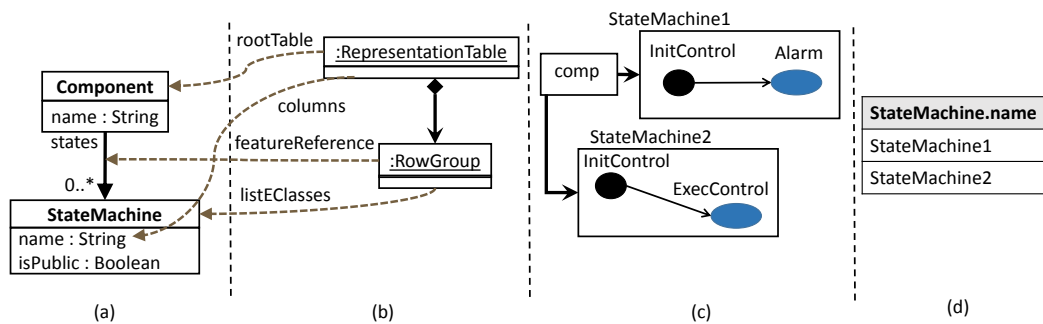 Component
name : String
states
0..*
StateMachine
name : String
isPublic : Boolean
(a)
rootTable
:RepresentationTable
columns
featureReference
:RowGroup
listEClasses
(b)
StateMachine1
InitControl
Alarm
comp
StateMachine2
InitControl
ExecControl
(c)
StateMachine.name
StateMachine1
StateMachine2
(d)